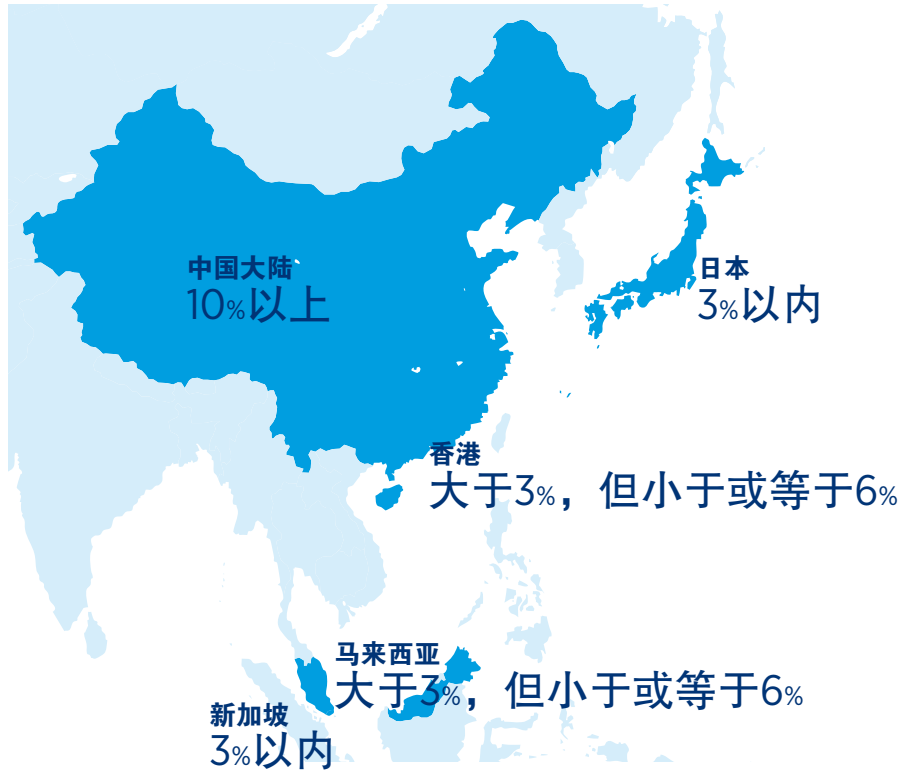 中国大陆
10%以上
日本
3%以内
香港
大于3%，但小于或等于6%
马来西亚
大于3%，但小于或等于6%
新加坡
3%以内